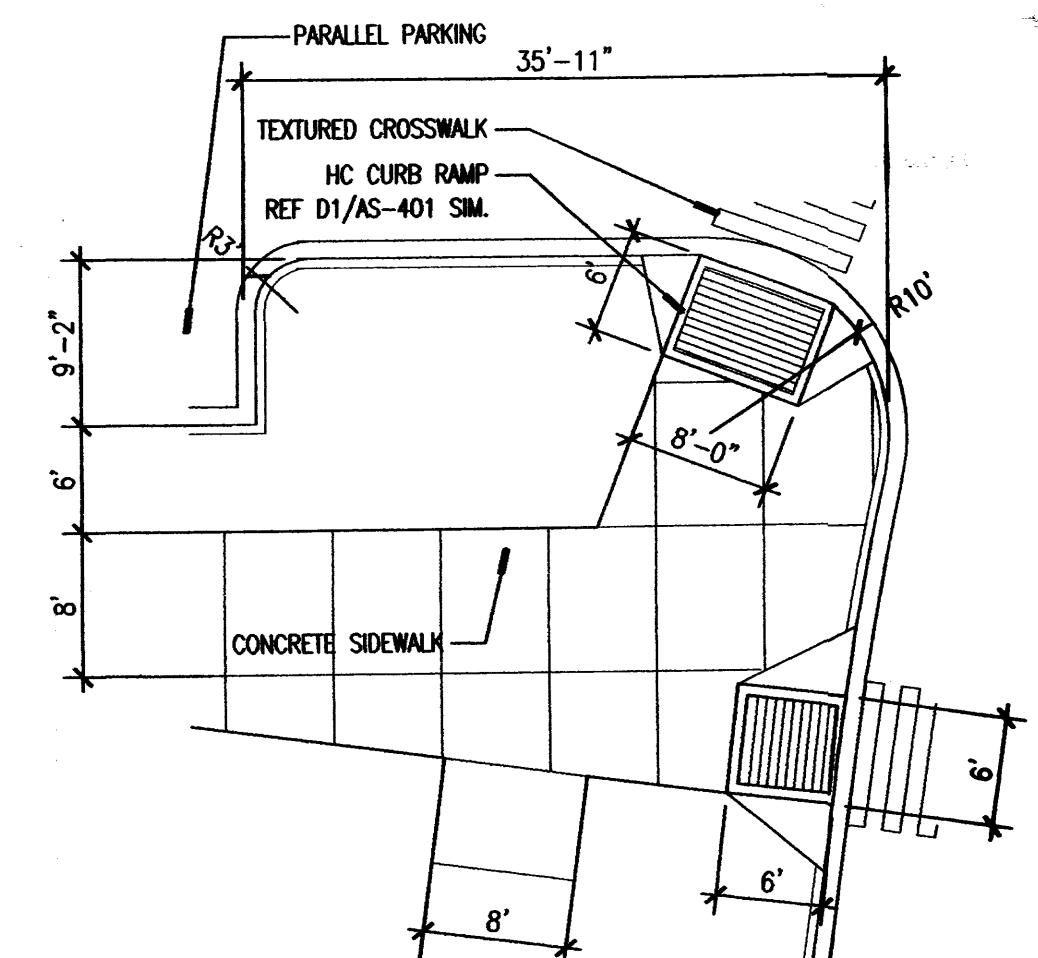 PARALLEL PARKING
35'-11"
TEXTURED CROSSWALK
HC CURB RAMP
REF D1/AS-401 SIM.
R3'
6'
R10'
9'-2"
8'-0"
6'
8'
CONCRETE SIDEWALK
6'
6'
8'